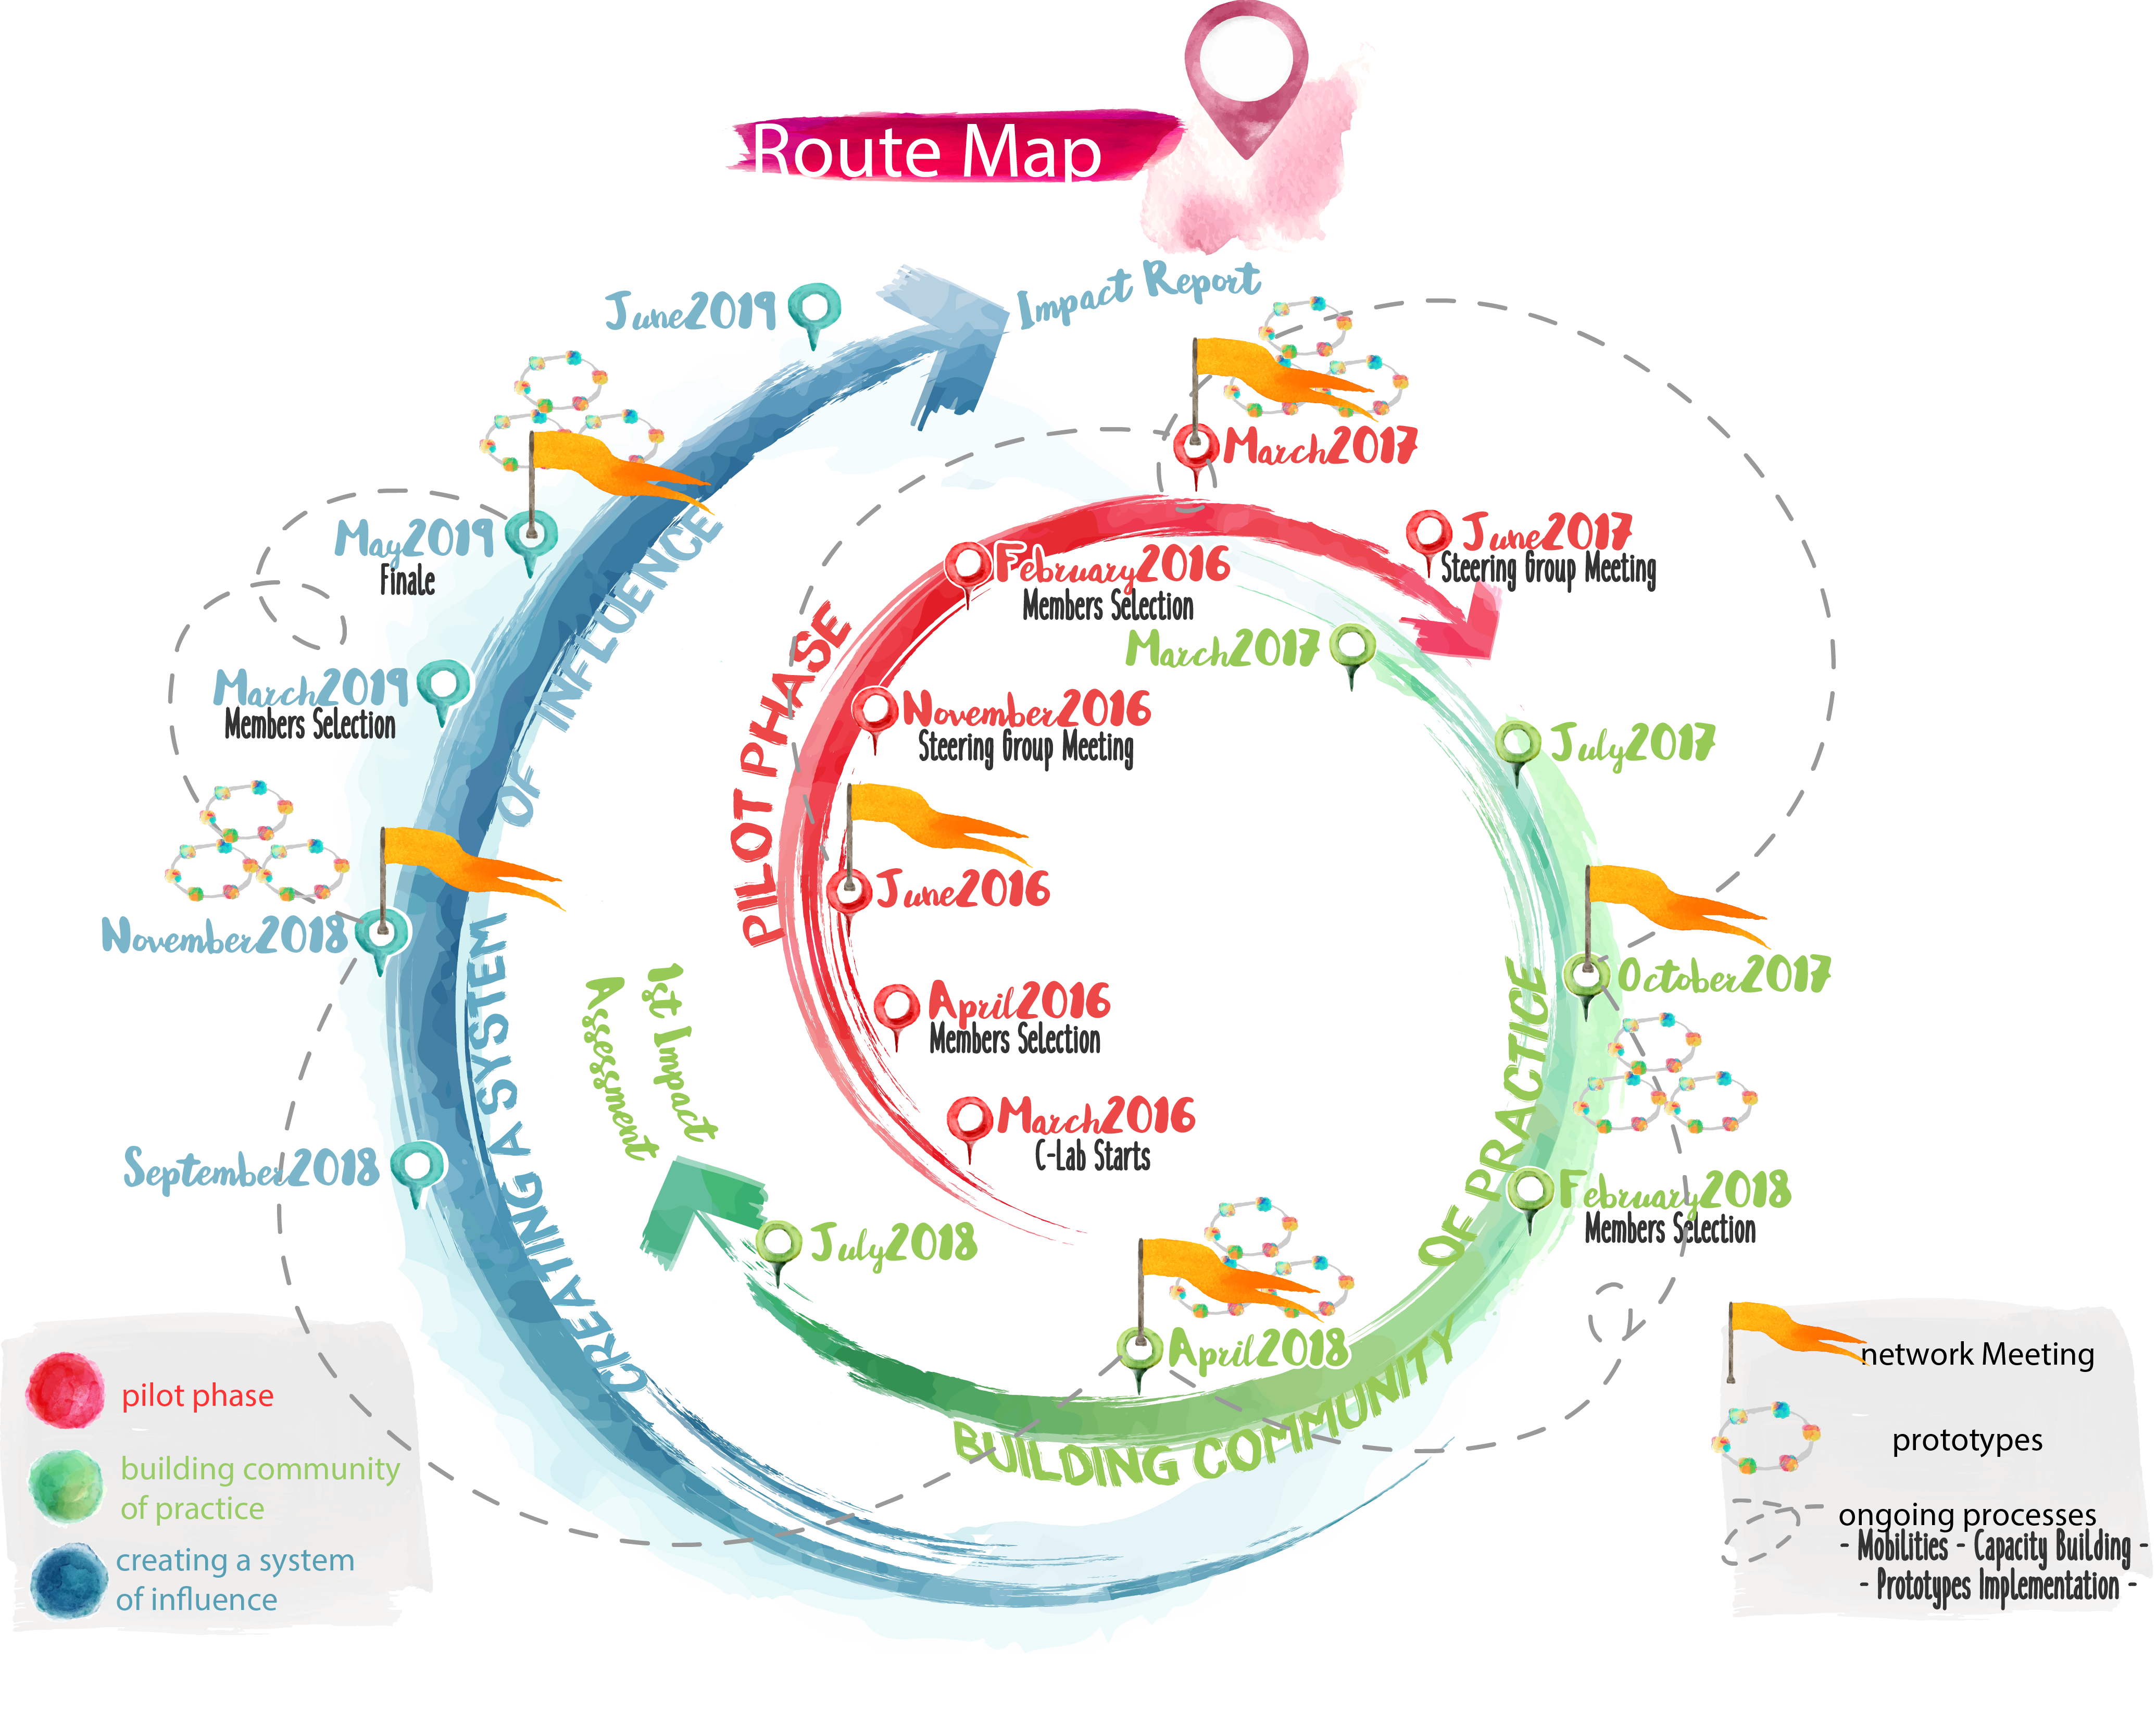 Route Map
Impact Report
June2019
May2019
Finale
March2019
Members Selection
November2018
September2018
CREATING A SYSTEM OF INFLUENCE
PILOT PHASE
March2017
June2017
Steering Group Meeting
February2016
Members Selection
November2016
Steering Group Meeting
June2016
April2016
Members Selection
March2016
C-Lab Starts
March2017
July2017
October2017
February2018
Members Selection
April2018
July2018
BUILDING COMMUNITY OF PRACTICE
1st Impact
Assessment
pilot phase
building community
of practice
creating a system
of influence
network Meeting
prototypes
ongoing processes
- Mobilities - Capacity Building -
- Prototypes Implementation -